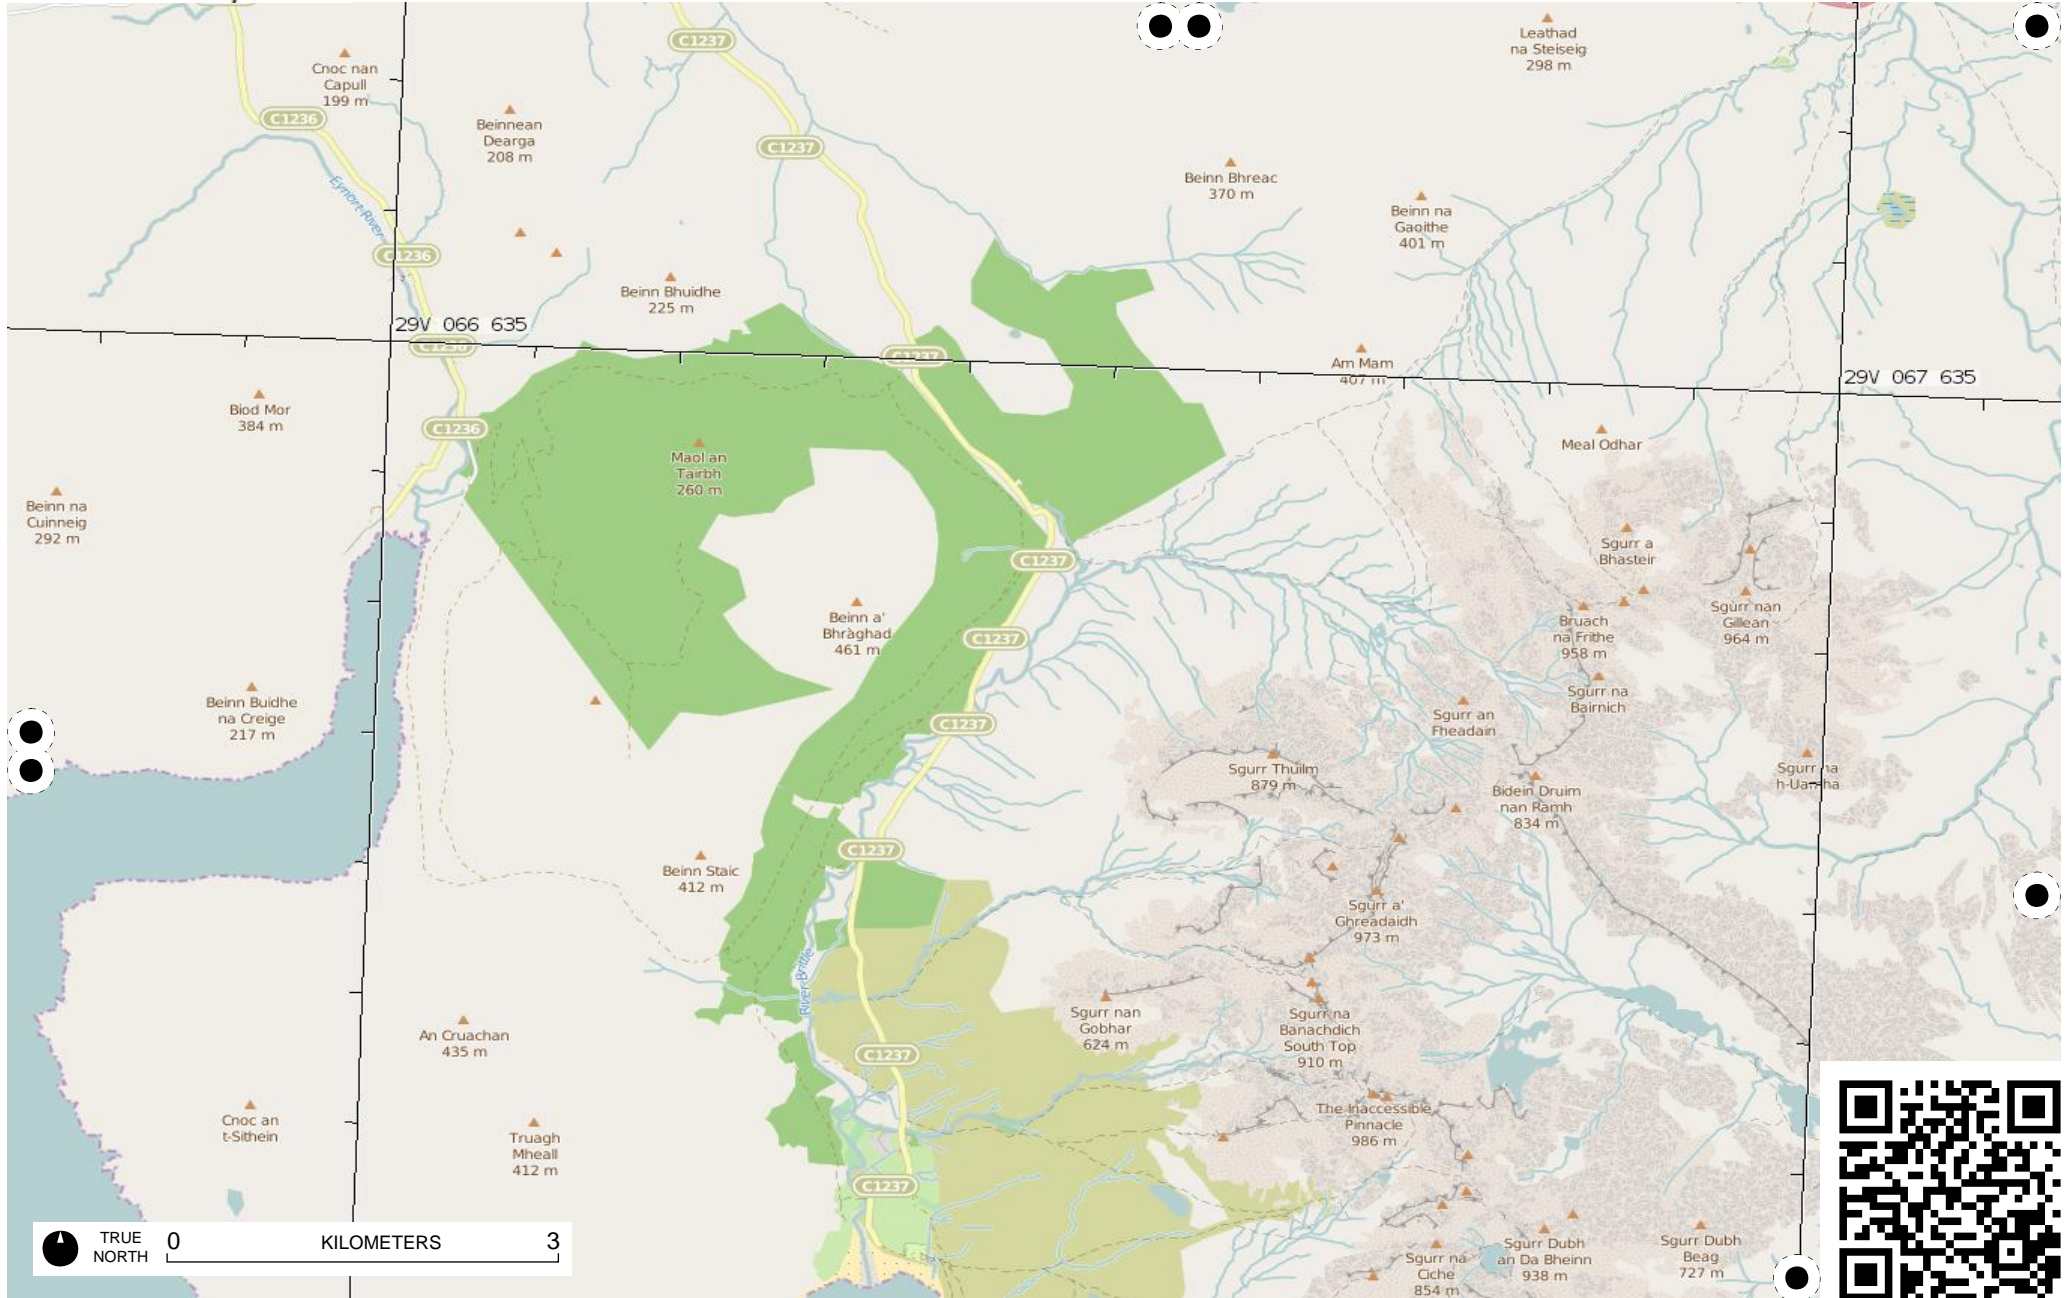 C1237
Leathad
na Steiseig
298 m
Cnoc nan
Capull
199 m
C1236
Beinnean
Dearga
208 m
C1237
Beinn Bhreac
370 m
Eynort River
Beinn na
Gaoithe
401 m
C1236
Beinn Bhuidhe
225 m
29V 066 635
C1236
C1237
Am Mam
407 m
29V 067 635
Biod Mor
384 m
C1236
Meal Odhar
Maol an
Tairbh
260 m
Beinn na
Cuinneig
292 m
Sgurr a
Bhasteir
C1237
Beinn a'
Bhràghad
461 m
C1237
Bruach
na Frithe
958 m
Sgùrr nan
Gillean
964 m
Beinn Buidhe
na Creige
217 m
Sgurr na
Bairnich
Sgurr an
Fheadain
C1237
Sgurr Thuilm
879 m
Sgurr na
h-Uamha
Bidein Druim
nan Ramh
834 m
C1237
Beinn Staic
412 m
Sgurr a'
Ghreadaidh
973 m
River Brittle
An Cruachan
435 m
Sgurr nan
Gobhar
624 m
Sgurr na
Banachdich
South Top
910 m
C1237
Cnoc an
t-Sithein
Truagh
Mheall
412 m
The Inaccessible
Pinnacle
986 m
C1237
TRUE
NORTH
0 KILOMETERS 3
Sgurr na
Ciche
854 m
Sgurr Dubh
an Da Bheinn
938 m
Sgurr Dubh
Beag
727 m